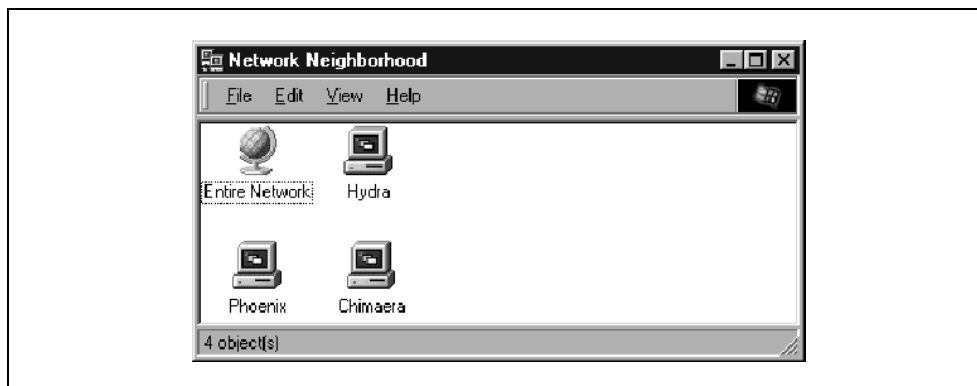 Network Neighborhood
File Edit View Help
Entire Network Hydra
Phoenix Chimaera
4 object(s)